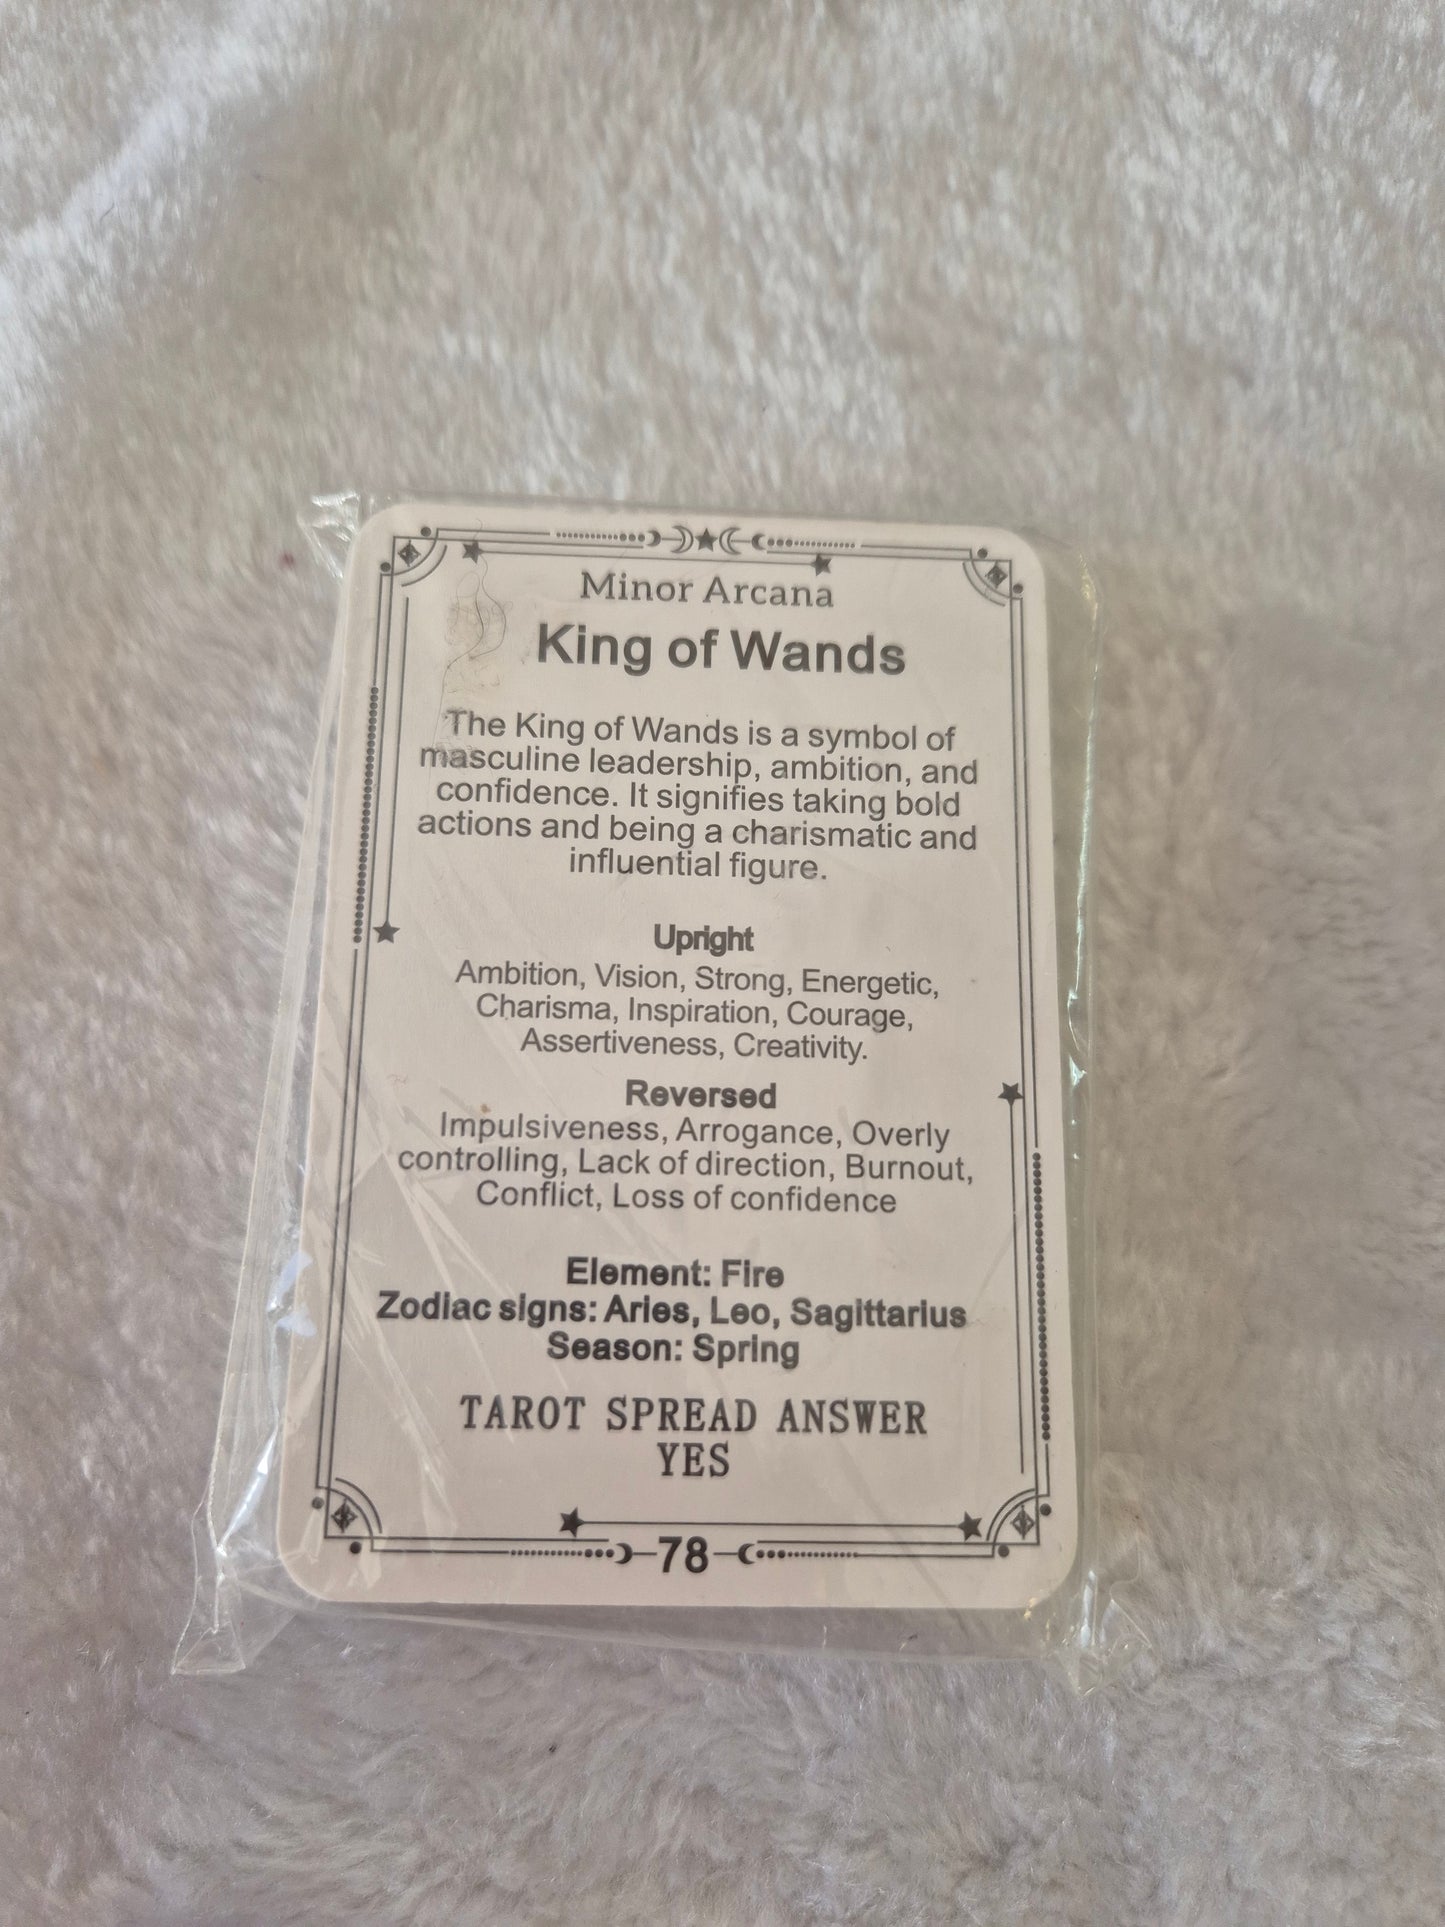 Minor Arcana
King of Wands
The King of Wands is a symbol of
masculine leadership, ambition, and
confidence. It signifies taking bold
actions and being a charismatic and
influential figure.
Upright
Ambition, Vision, Strong, Energetic,
Charisma, Inspiration, Courage,
Assertiveness, Creativity.
Reversed
Impulsiveness, Arrogance, Overly
controlling, Lack of direction, Burnout,
Conflict, Loss of confidence
Element: Fire
Zodiac signs: Aries, Leo, Sagittarius
Season: Spring
TAROT SPREAD ANSWER
YES
78